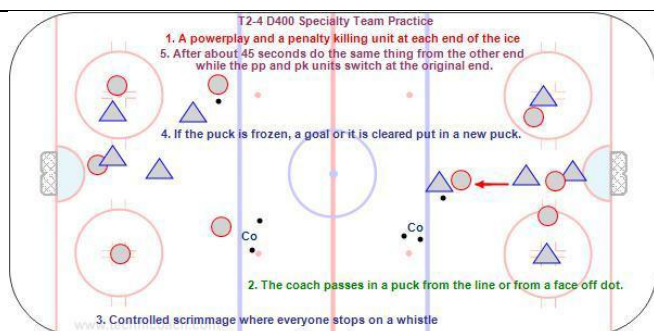 T2-4 D400 Specialty Team Practice
1. A powerplay and a penalty killing unit at each end of the ice
5. After about 45 seconds do the same thing from the other end
while the pp and pk units switch at the original end.
4. If the puck is frozen, a goal or it is cleared put in a new puck.
Co
Co
2. The coach passes in a puck from the line or from a face off dot.
3. Controlled scrimmage where everyone stops on a whistle